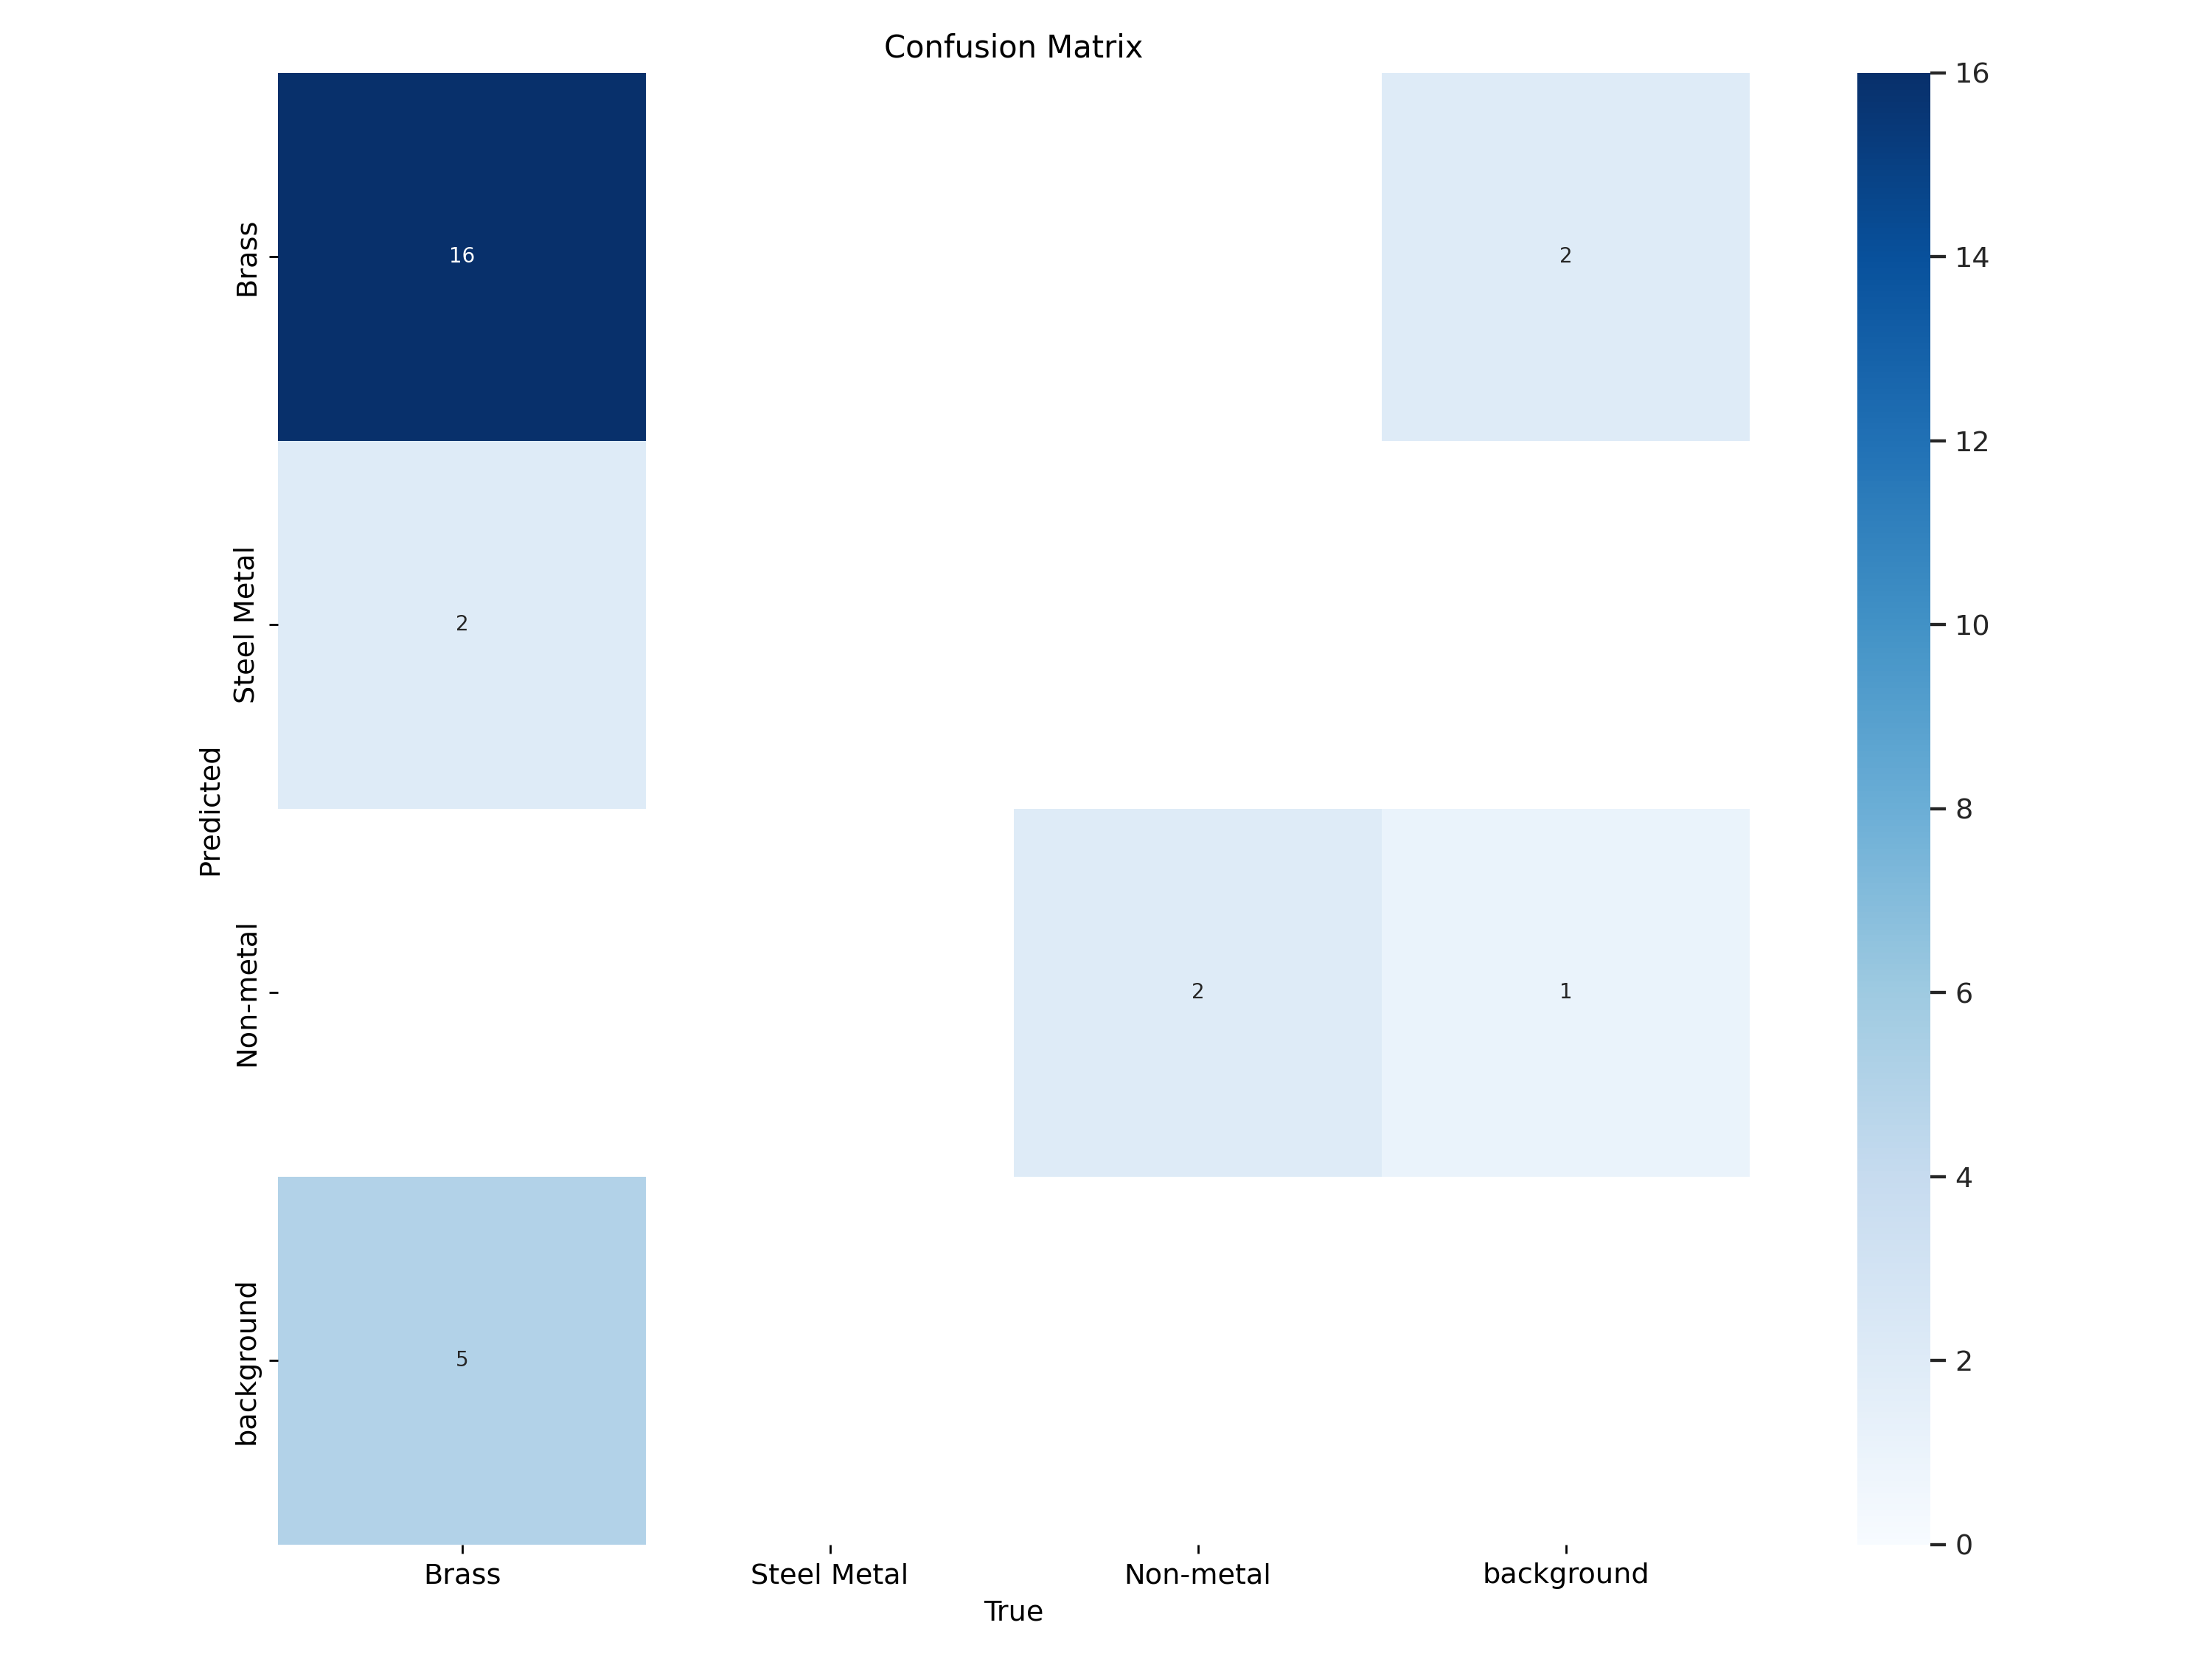 Confusion Matrix
Brass
16
2
Steel Metal
2
Predicted
Non-metal
2
1
background
5
Brass
Steel Metal
Non-metal
background
True
16
14
12
10
8
6
4
2
0